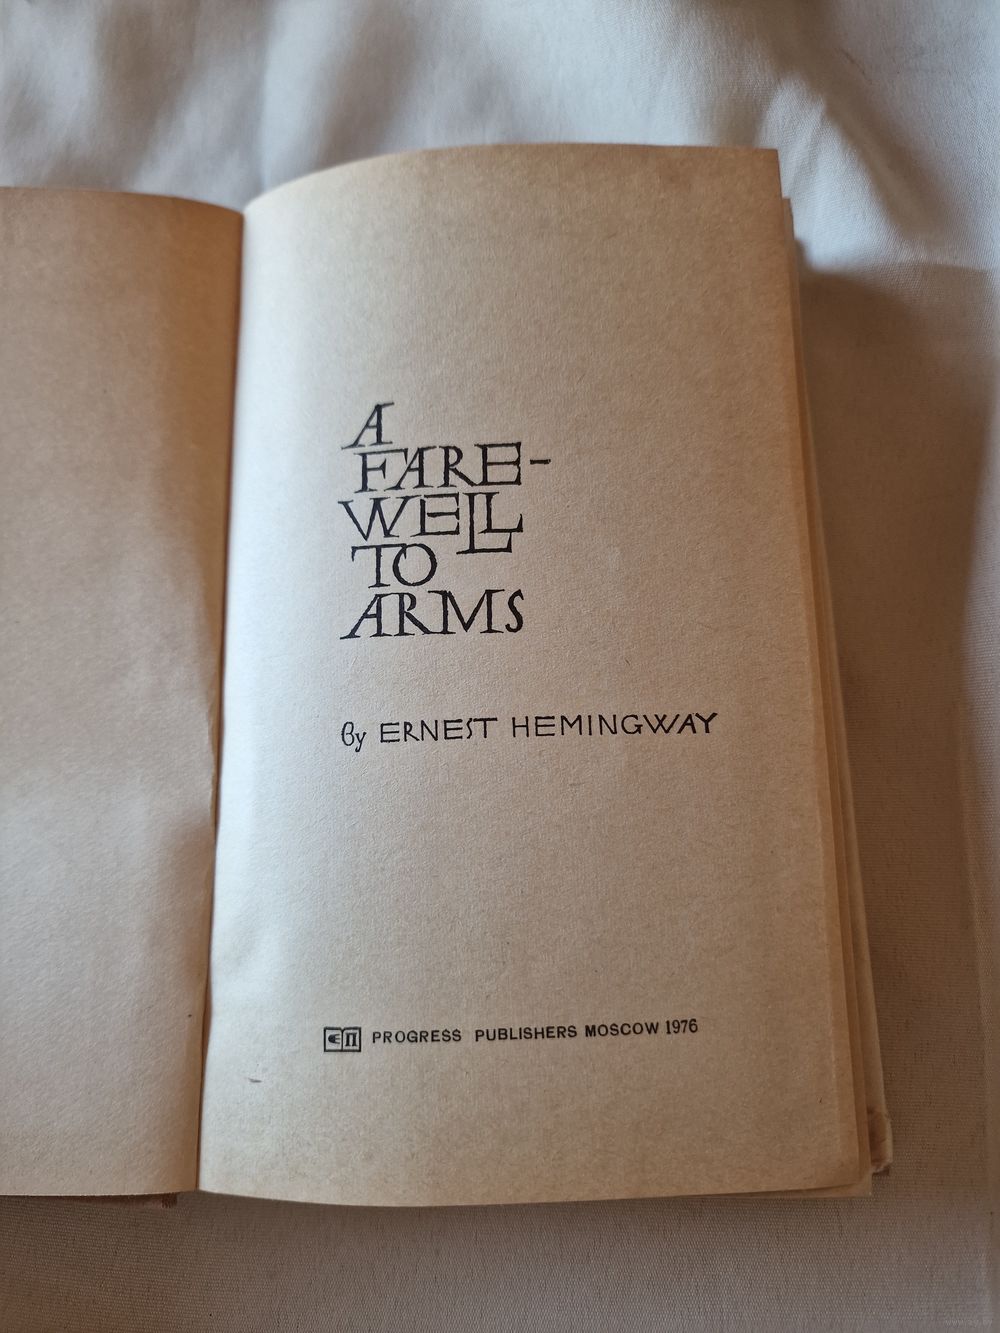 A
FARE-
WELL
TO
ARMS
By ERNEST HEMINGWAY
PROGRESS PUBLISHERS MOSCOW 1976